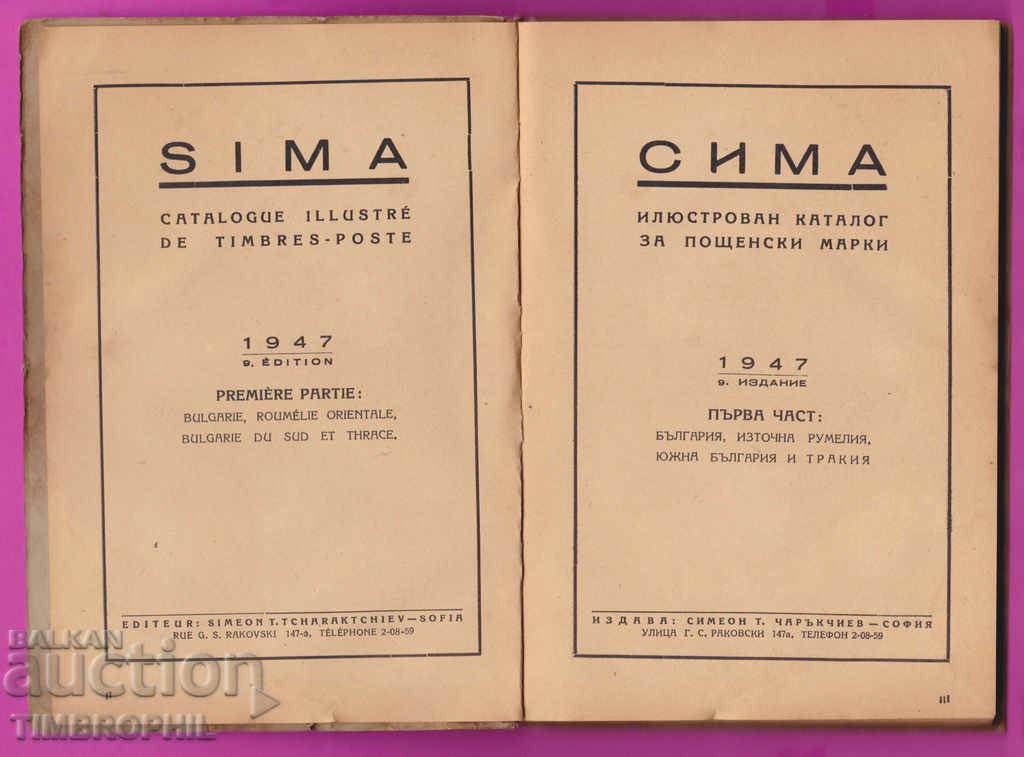 SIMA
CATALOGUE ILLUSTRÉ
DE TIMBRES-POSTE
1947
9. ÉDITION
PREMIÈRE PARTIE:
BULGARIE, ROUMÉLIE ORIENTALE,
BULGARIE DU SUD ET THRACE.
EDITEUR: SIMEON T. TCHARAKTCHIEV—SOFIA
RUE G. S. RAKOVSKI 147-a, TÉLÉPHONE 2-08-59
II
СИМА
ИЛЮСТРОВАН КАТАЛОГ
ЗА ПОЩЕНСКИ МАРКИ
1947
9. ИЗДАНИЕ
ПЪРВА ЧАСТ:
БЪЛГАРИЯ, ИЗТОЧНА РУМЕЛИЯ,
ЮЖНА БЪЛГАРИЯ И ТРАКИЯ
ИЗДАВА: СИМЕОН Т. ЧАРЪКЧИЕВ—СОФИЯ
УЛИЦА Г. С. РАКОВСКИ 147а, ТЕЛЕФОН 2-08-59
III
BALKAN
auction
TIMBROPHIL